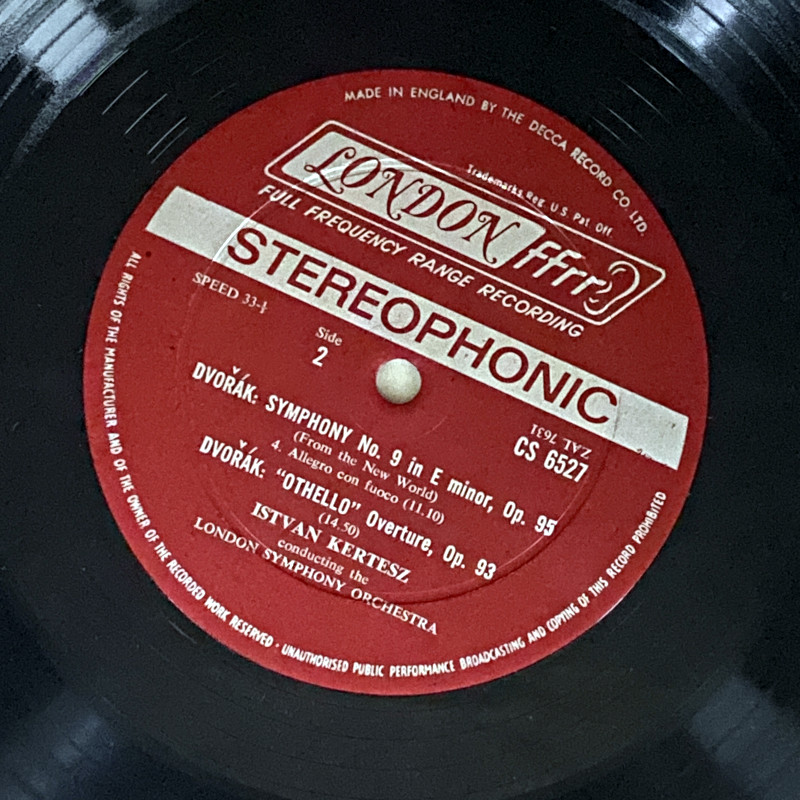 MADE IN ENGLAND BY THE DECCA RECORD CO. LTD.
LONDON ffrr
Trademarks Reg. U.S. Pat. Off.
FULL FREQUENCY RANGE RECORDING
STEREOPHONIC
SPEED 33-⅓
Side
2
ZAL 7631
CS 6527
DVOŘÁK: SYMPHONY No. 9 in E minor, Op. 95
(From the New World)
4. Allegro con fuoco (11.10)
DVOŘÁK: "OTHELLO" Overture, Op. 93
(14.50)
ISTVAN KERTESZ
conducting the
LONDON SYMPHONY ORCHESTRA
ALL RIGHTS OF THE MANUFACTURER AND OF THE OWNER OF THE RECORDED WORK RESERVED · UNAUTHORISED PUBLIC PERFORMANCE BROADCASTING AND COPYING OF THIS RECORD PROHIBITED